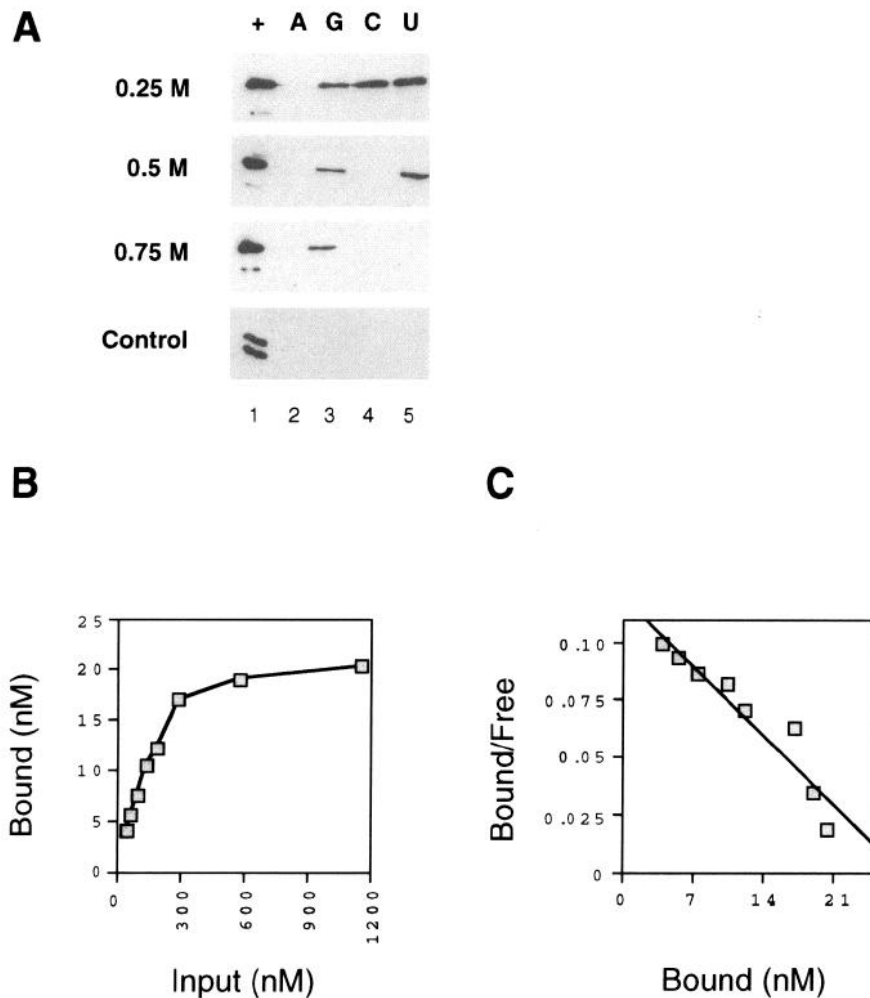 A
+ A G C U
0.25 M
0.5 M
0.75 M
Control
1 2 3 4 5
B
C
25
20
15
10
5
0
Bound (nM)
0 300 600 900 1200
Input (nM)
0.10
0.075
0.05
0.025
0
Bound/Free
0 7 14 21
Bound (nM)